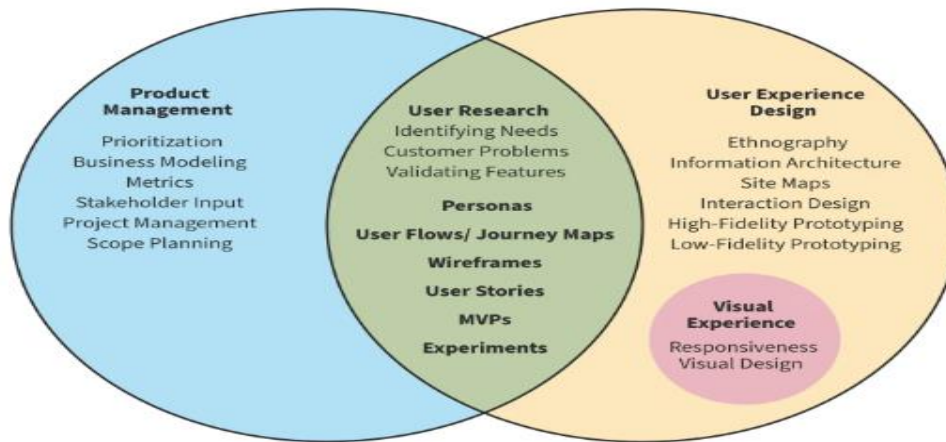 Product
Management
Prioritization
Business Modeling
Metrics
Stakeholder Input
Project Management
Scope Planning
User Research
Identifying Needs
Customer Problems
Validating Features
Personas
User Flows/ Journey Maps
Wireframes
User Stories
MVPs
Experiments
User Experience
Design
Ethnography
Information Architecture
Site Maps
Interaction Design
High-Fidelity Prototyping
Low-Fidelity Prototyping
Visual
Experience
Responsiveness
Visual Design